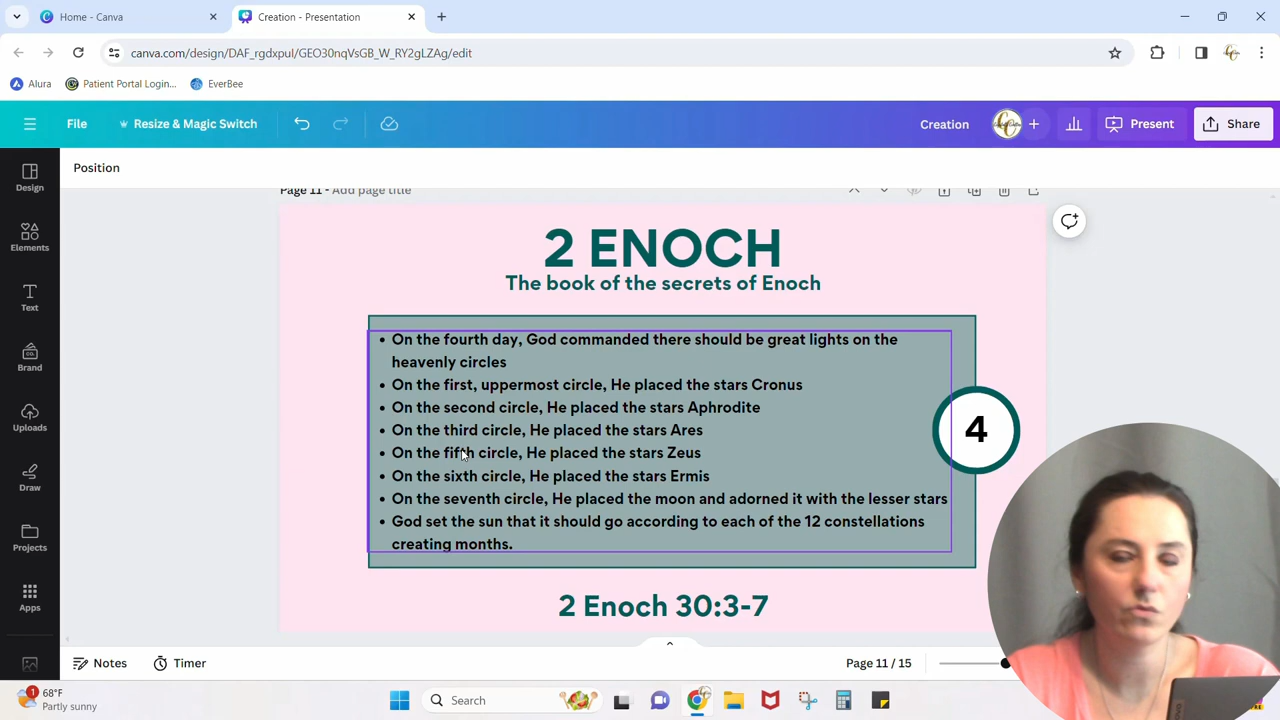 Home - Canva
Creation - Presentation
canva.com/design/DAF_rgdxpuI/GEO30nqVsGB_W_RY2gLZAg/edit
Alura
Patient Portal Login...
EverBee
File
Resize & Magic Switch
Creation
Present
Share
Position
Design
Elements
Text
Brand
Uploads
Draw
Projects
Apps
Page 11 - Add page title
2 ENOCH
The book of the secrets of Enoch
• On the fourth day, God commanded there should be great lights on the
heavenly circles
• On the first, uppermost circle, He placed the stars Cronus
• On the second circle, He placed the stars Aphrodite
• On the third circle, He placed the stars Ares
• On the fifth circle, He placed the stars Zeus
• On the sixth circle, He placed the stars Ermis
• On the seventh circle, He placed the moon and adorned it with the lesser stars
• God set the sun that it should go according to each of the 12 constellations
creating months.
4
2 Enoch 30:3-7
Notes
Timer
Page 11 / 15
1
68°F
Partly sunny
Search